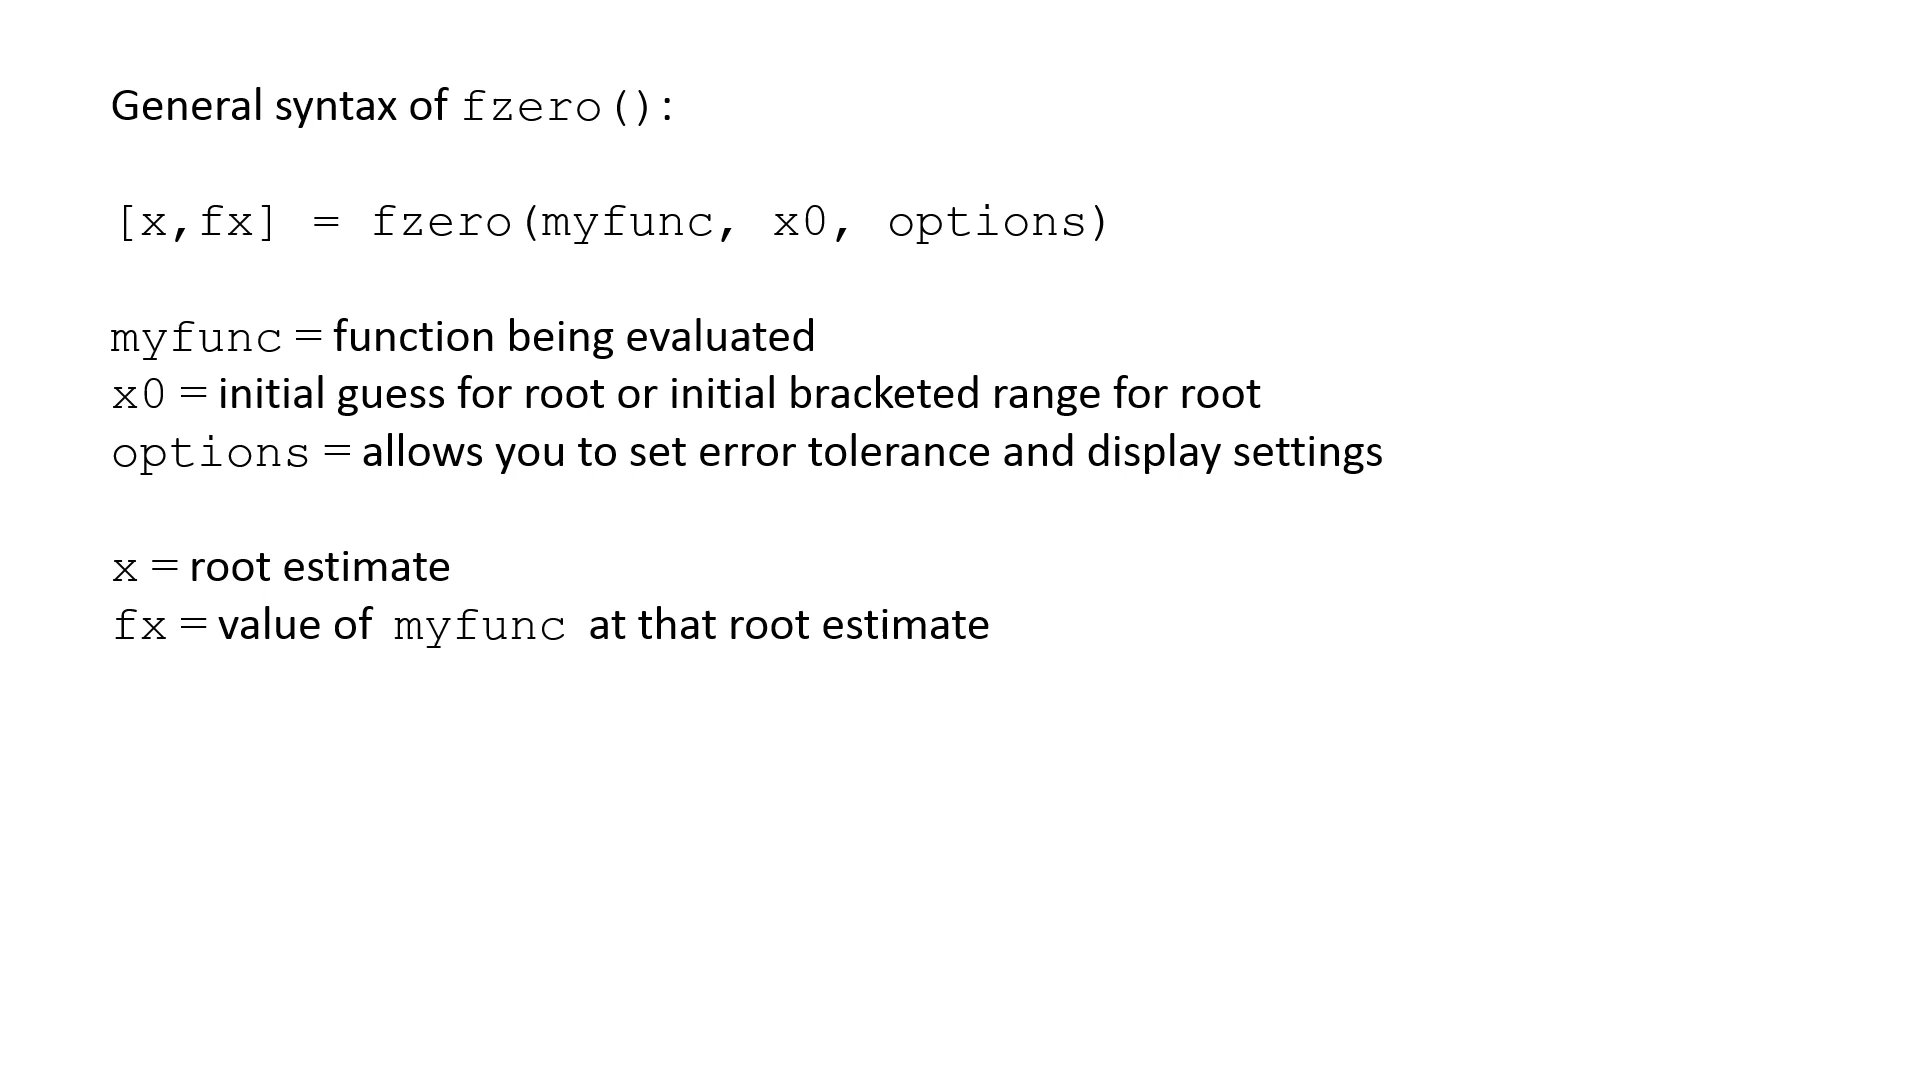 General syntax of fzero():
[x,fx] = fzero(myfunc, x0, options)
myfunc = function being evaluated
x0 = initial guess for root or initial bracketed range for root
options = allows you to set error tolerance and display settings
x = root estimate
fx = value of myfunc at that root estimate